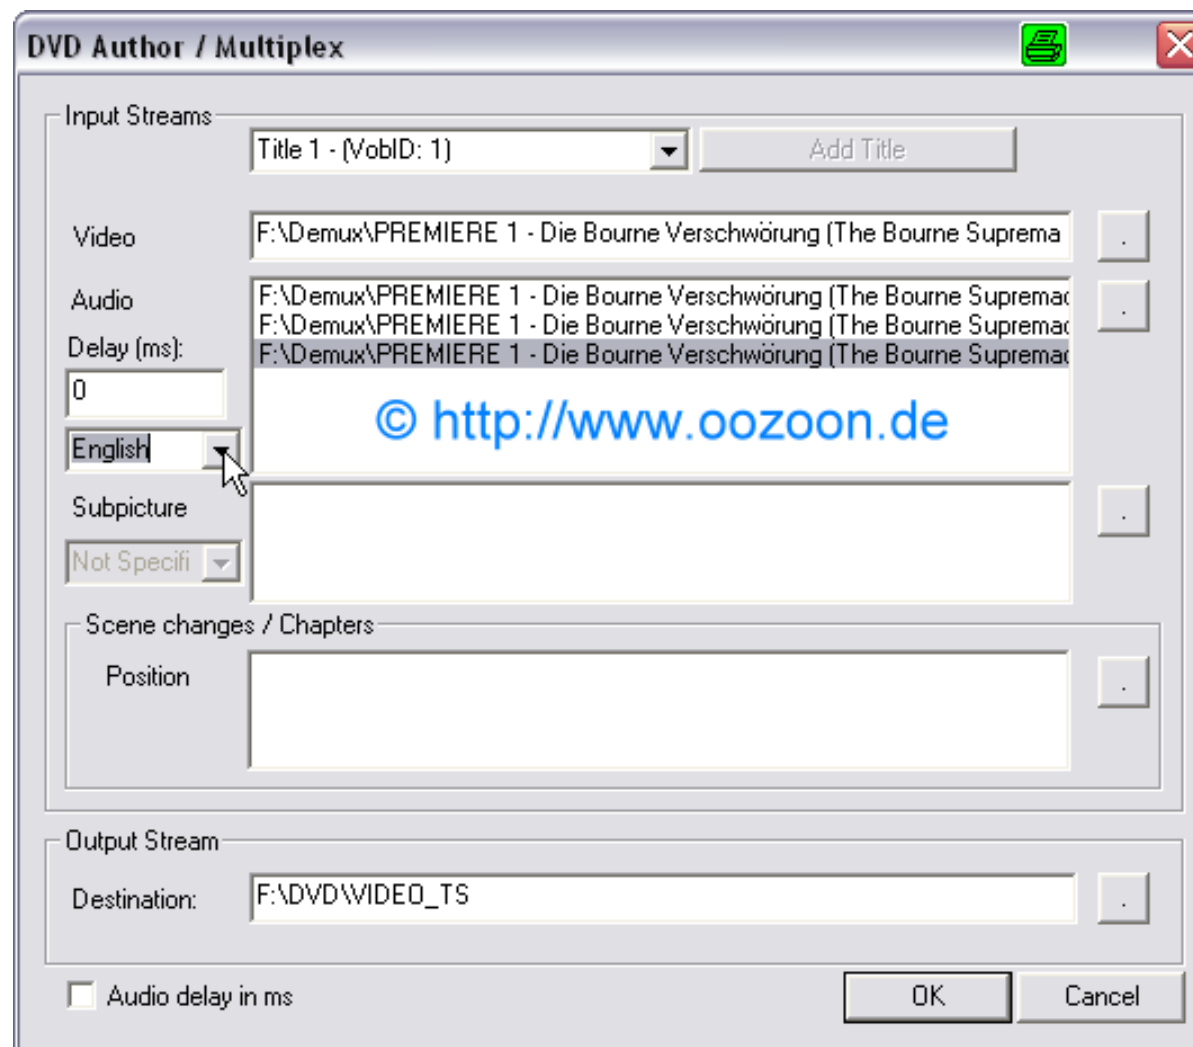 DVD Author / Multiplex
Input Streams
Title 1 - (VobID: 1)
Add Title
Video
F:\Demux\PREMIERE 1 - Die Bourne Verschwörung (The Bourne Suprema
.
Audio
F:\Demux\PREMIERE 1 - Die Bourne Verschwörung (The Bourne Supremac
F:\Demux\PREMIERE 1 - Die Bourne Verschwörung (The Bourne Supremac
F:\Demux\PREMIERE 1 - Die Bourne Verschwörung (The Bourne Supremac
.
Delay (ms):
0
© http://www.oozoon.de
English
Subpicture
.
Not Specifi
Scene changes / Chapters
Position
.
Output Stream
Destination:
F:\DVD\VIDEO_TS
.
Audio delay in ms
OK
Cancel